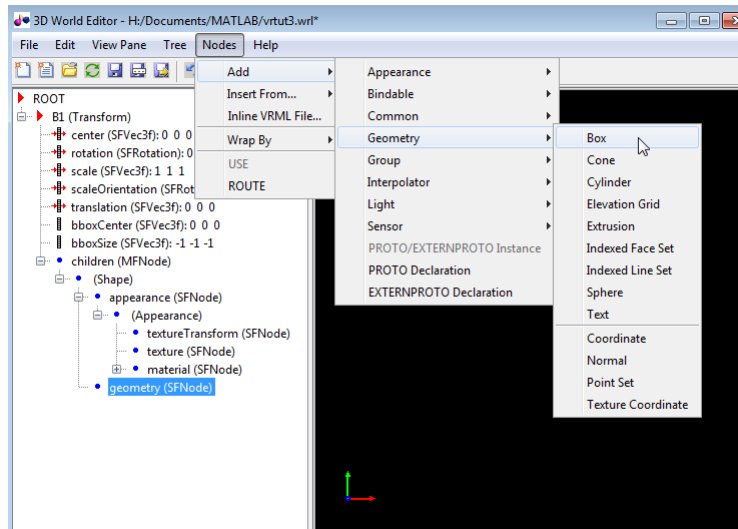 3D World Editor - H:/Documents/MATLAB/vrtut3.wrl*
File Edit View Pane Tree Nodes Help
ROOT
B1 (Transform)
center (SFVec3f): 0 0 0
rotation (SFRotation): 0
scale (SFVec3f): 1 1 1
scaleOrientation (SFRot
translation (SFVec3f): 0 0 0
bboxCenter (SFVec3f): 0 0 0
bboxSize (SFVec3f): -1 -1 -1
children (MFNode)
(Shape)
appearance (SFNode)
(Appearance)
textureTransform (SFNode)
texture (SFNode)
material (SFNode)
geometry (SFNode)
Add
Insert From...
Inline VRML File...
Wrap By
USE
ROUTE
Appearance
Bindable
Common
Geometry
Group
Interpolator
Light
Sensor
PROTO/EXTERNPROTO Instance
PROTO Declaration
EXTERNPROTO Declaration
Box
Cone
Cylinder
Elevation Grid
Extrusion
Indexed Face Set
Indexed Line Set
Sphere
Text
Coordinate
Normal
Point Set
Texture Coordinate